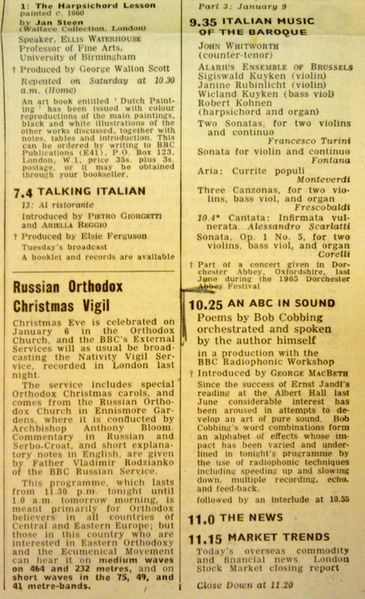 1: The Harpsichord Lesson
painted c. 1660
by Jan Steen
(Wallace Collection, London)
Speaker, ELLIS WATERHOUSE
Professor of Fine Arts,
University of Birmingham
† Produced by George Walton Scott
Repeated on Saturday at 10.30
a.m. (Home)
An art book entitled 'Dutch Paint-
ing' has been issued with colour
reproductions of the main paintings,
black and white illustrations of the
other works discussed, together with
notes, tables and introduction. This
can be ordered by writing to BBC
Publications (E41), P.O. Box 123,
London, W.1, price 35s. plus 3s.
postage, or it may be obtained
through your bookseller.
7.4 TALKING ITALIAN
13: Al ristorante
Introduced by PIETRO GIORGETTI
and ARIELLA REGGIO
† Produced by Elsie Ferguson
Tuesday's broadcast
A booklet and records are available
Russian Orthodox
Christmas Vigil
Christmas Eve is celebrated on
January 6 in the Orthodox
Church, and the BBC's External
Services will as usual be broad-
casting the Nativity Vigil Ser-
vice, recorded in London last
night.
The service includes special
Orthodox Christmas carols, and
comes from the Russian Ortho-
dox Church in Ennismore Gar-
dens, where it is conducted by
Archbishop Anthony Bloom.
Commentary in Russian and
Serbo-Croat, and short explana-
tory notes in English, are given
by Father Vladimir Rodzianko
of the BBC Russian Service.
This programme, which lasts
from 11.30 p.m. tonight until
1.0 a.m. tomorrow morning, is
meant primarily for Orthodox
believers in all countries of
Central and Eastern Europe; but
those in this country who are
interested in Eastern Orthodoxy
and the Ecumenical Movement
can hear it on medium waves
on 464 and 232 metres, and on
short waves in the 75, 49, and
41 metre-bands.
Part 3: January 9
9.35 ITALIAN MUSIC
OF THE BAROQUE
JOHN WHITWORTH
(counter-tenor)
ALARIUS ENSEMBLE OF BRUSSELS
Sigiswald Kuyken (violin)
Janine Rubinlicht (violin)
Wieland Kuyken (bass viol)
Robert Kohnen
(harpsichord and organ)
Two Sonatas, for two violins
and continuo
Francesco Turini
Sonata for violin and continuo
Fontana
Aria: Currite populi
Monteverdi
Three Canzonas, for two vio-
lins, bass viol, and organ
Frescobaldi
10.4* Cantata: Infirmata vul-
nerata..Alessandro Scarlatti
Sonata, Op. 1 No. 5, for two
violins, bass viol, and organ
Corelli
† Part of a concert given in Dor-
chester Abbey, Oxfordshire, last
June during the 1965 Dorchester
Abbey Festival
10.25 AN ABC IN SOUND
Poems by Bob Cobbing
orchestrated and spoken
by the author himself
in a production with the
BBC Radiophonic Workshop
† Introduced by GEORGE MACBETH
Since the success of Ernst Jandl's
reading at the Albert Hall last
June considerable interest has
been aroused in attempts to de-
velop an art of pure sound. Bob
Cobbing's word combinations form
an alphabet of effects whose im-
pact has been varied and under-
lined in tonight's programme by
the use of radiophonic techniques
including speeding up and slowing
down, multiple recording, echo,
and feed-back.
followed by an interlude at 10.55
11.0 THE NEWS
11.15 MARKET TRENDS
Today's overseas commodity
and financial news. London
Stock Market closing report
Close Down at 11.20